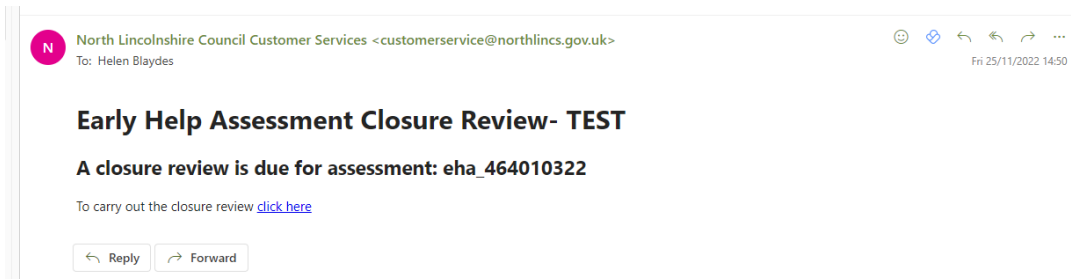 N
North Lincolnshire Council Customer Services <customerservice@northlincs.gov.uk>
To: Helen Blaydes
Fri 25/11/2022 14:50
Early Help Assessment Closure Review- TEST
A closure review is due for assessment: eha_464010322
To carry out the closure review click here
Reply Forward